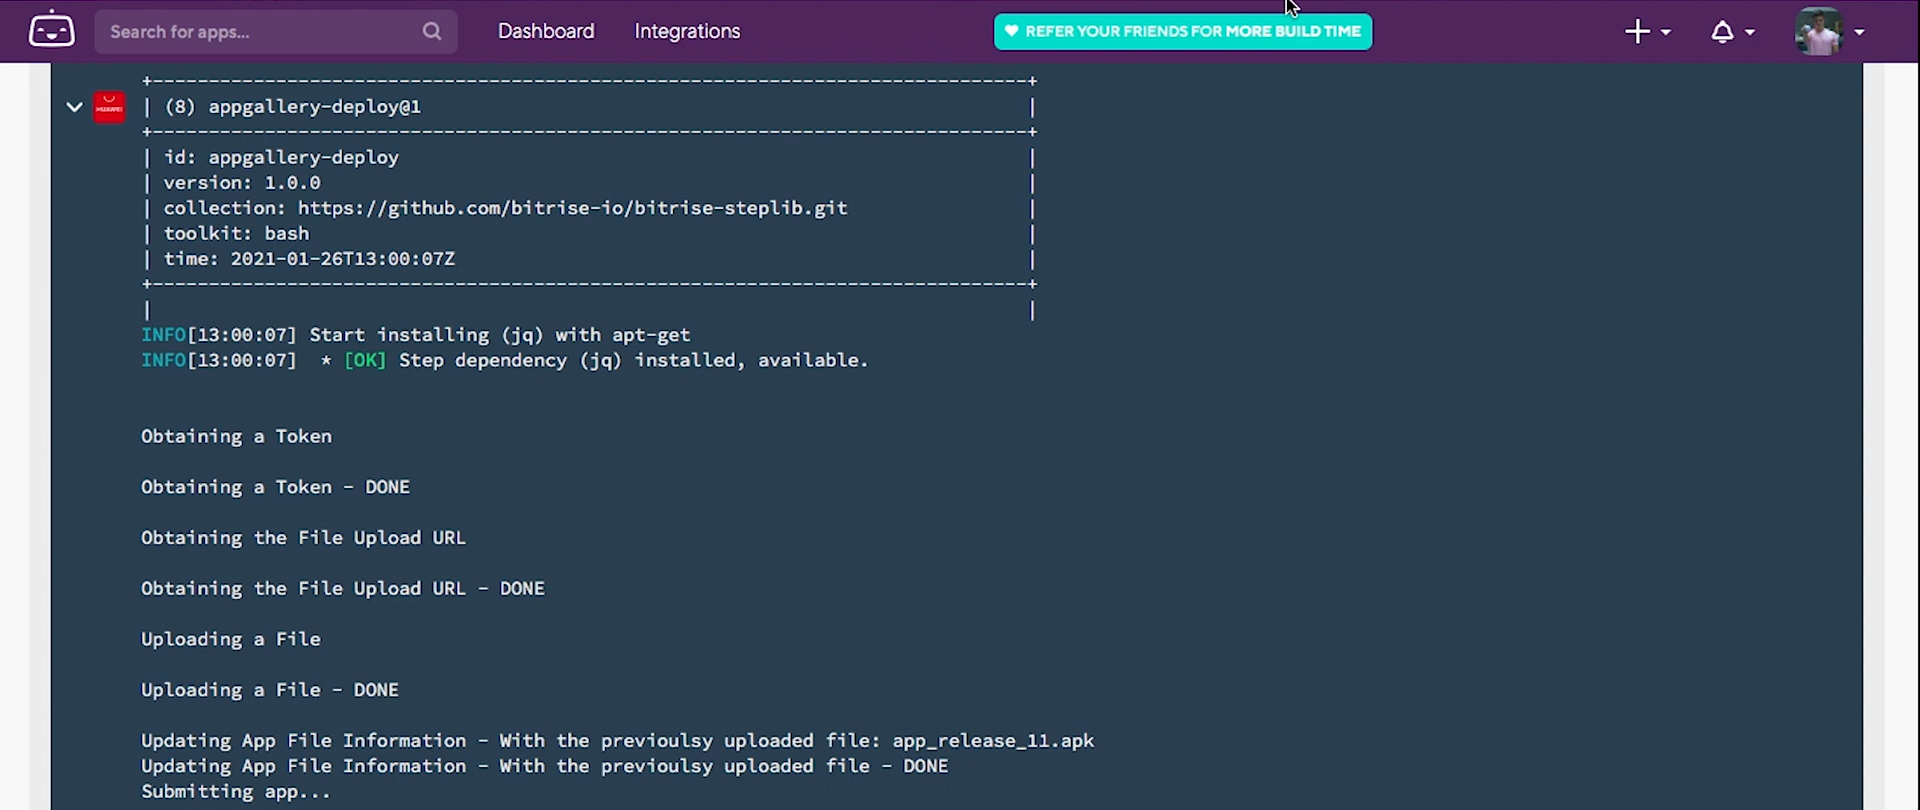 Search for apps...
Dashboard
Integrations
REFER YOUR FRIENDS FOR MORE BUILD TIME
HUAWEI
+------------------------------------------------------------------------------+
| (8) appgallery-deploy@1 |
+------------------------------------------------------------------------------+
| id: appgallery-deploy |
| version: 1.0.0 |
| collection: https://github.com/bitrise-io/bitrise-steplib.git |
| toolkit: bash |
| time: 2021-01-26T13:00:07Z |
+------------------------------------------------------------------------------+
| |
INFO[13:00:07] Start installing (jq) with apt-get
INFO[13:00:07] * [OK] Step dependency (jq) installed, available.
Obtaining a Token
Obtaining a Token - DONE
Obtaining the File Upload URL
Obtaining the File Upload URL - DONE
Uploading a File
Uploading a File - DONE
Updating App File Information - With the previoulsy uploaded file: app_release_11.apk
Updating App File Information - With the previoulsy uploaded file - DONE
Submitting app...